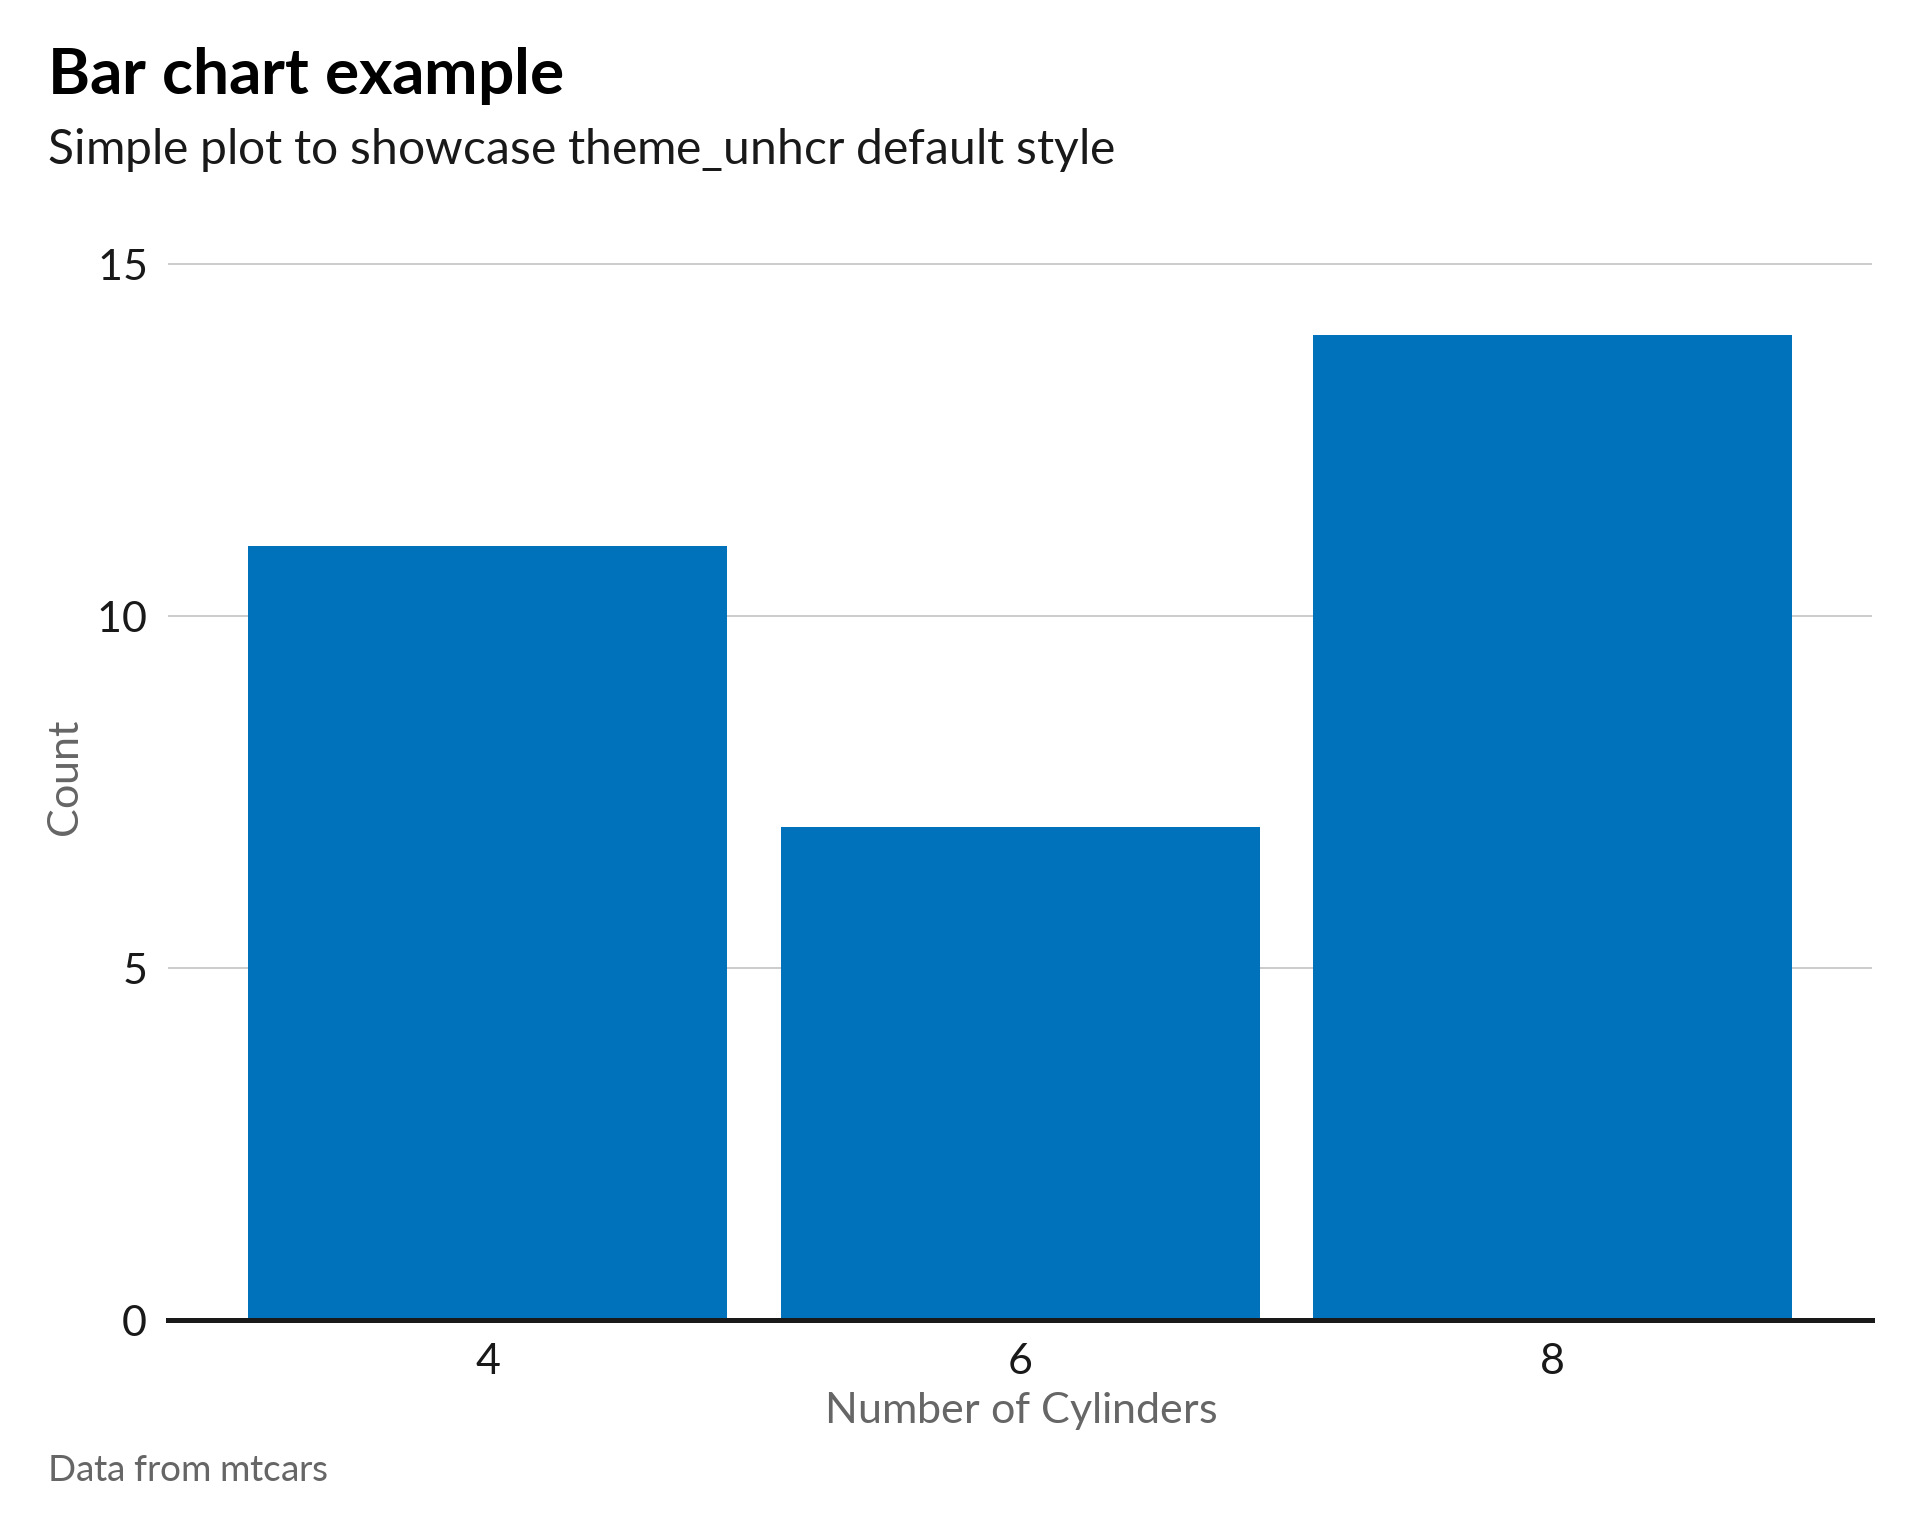 Bar chart example
Simple plot to showcase theme_unhcr default style
15
10
5
0
Count
4 6 8
Number of Cylinders
Data from mtcars